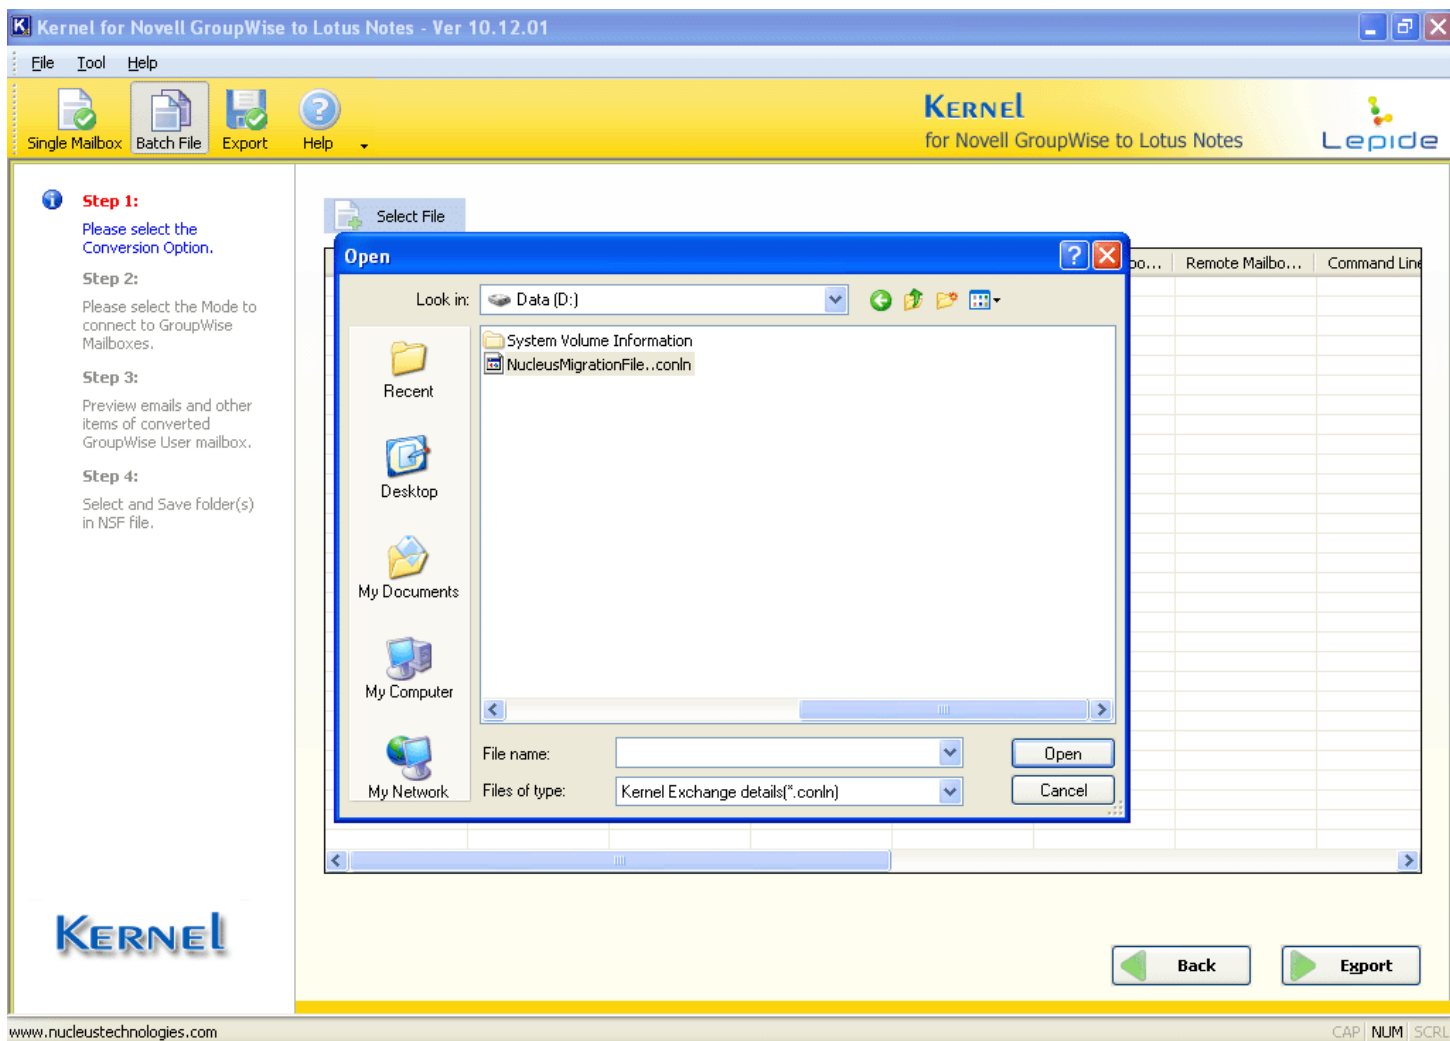 Kernel for Novell GroupWise to Lotus Notes - Ver 10.12.01
File Tool Help
Single Mailbox Batch File Export Help
KERNEL
for Novell GroupWise to Lotus Notes
Lepide
Step 1:
Please select the
Conversion Option.
Step 2:
Please select the Mode to
connect to GroupWise
Mailboxes.
Step 3:
Preview emails and other
items of converted
GroupWise User mailbox.
Step 4:
Select and Save folder(s)
in NSF file.
KERNEL
Select File
bo... Remote Mailbo... Command Line
Open
Look in: Data (D:)
System Volume Information
NucleusMigrationFile..conln
Recent
Desktop
My Documents
My Computer
My Network
File name: Open
Files of type: Kernel Exchange details(*.conln) Cancel
Back Export
www.nucleustechnologies.com
CAP NUM SCRL